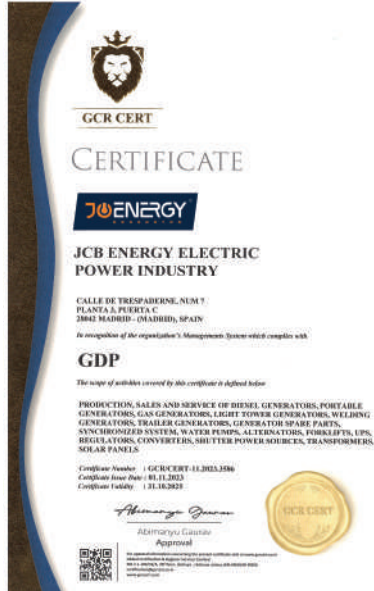 GCR CERT
CERTIFICATE
JCB ENERGY ELECTRIC
POWER INDUSTRY
CALLE DE TRESPADERNE, NUM 7
PLANTA 3, PUERTA C
28042 MADRID - (MADRID), SPAIN
In recognition of the organization's Managements System which complies with
GDP
The scope of activities covered by this certificate is defined below
PRODUCTION, SALES AND SERVICE OF DIESEL GENERATORS, PORTABLE
GENERATORS, GAS GENERATORS, LIGHT TOWER GENERATORS, WELDING
GENERATORS, TRAILER GENERATORS, GENERATOR SPARE PARTS,
SYNCHRONIZED SYSTEM, WATER PUMPS, ALTERNATORS, FORKLIFTS, UPS,
REGULATORS, CONVERTERS, SHUTTER POWER SOURCES, TRANSFORMERS,
SOLAR PANELS
Certificate Number : GCR/CERT-11.2023.3586
Certificate Issue Date : 01.11.2023
Certificate Validity : 31.10.2025
Abimanyu Gaurav
Abimanyu Gaurav
Approval
GCR CERT